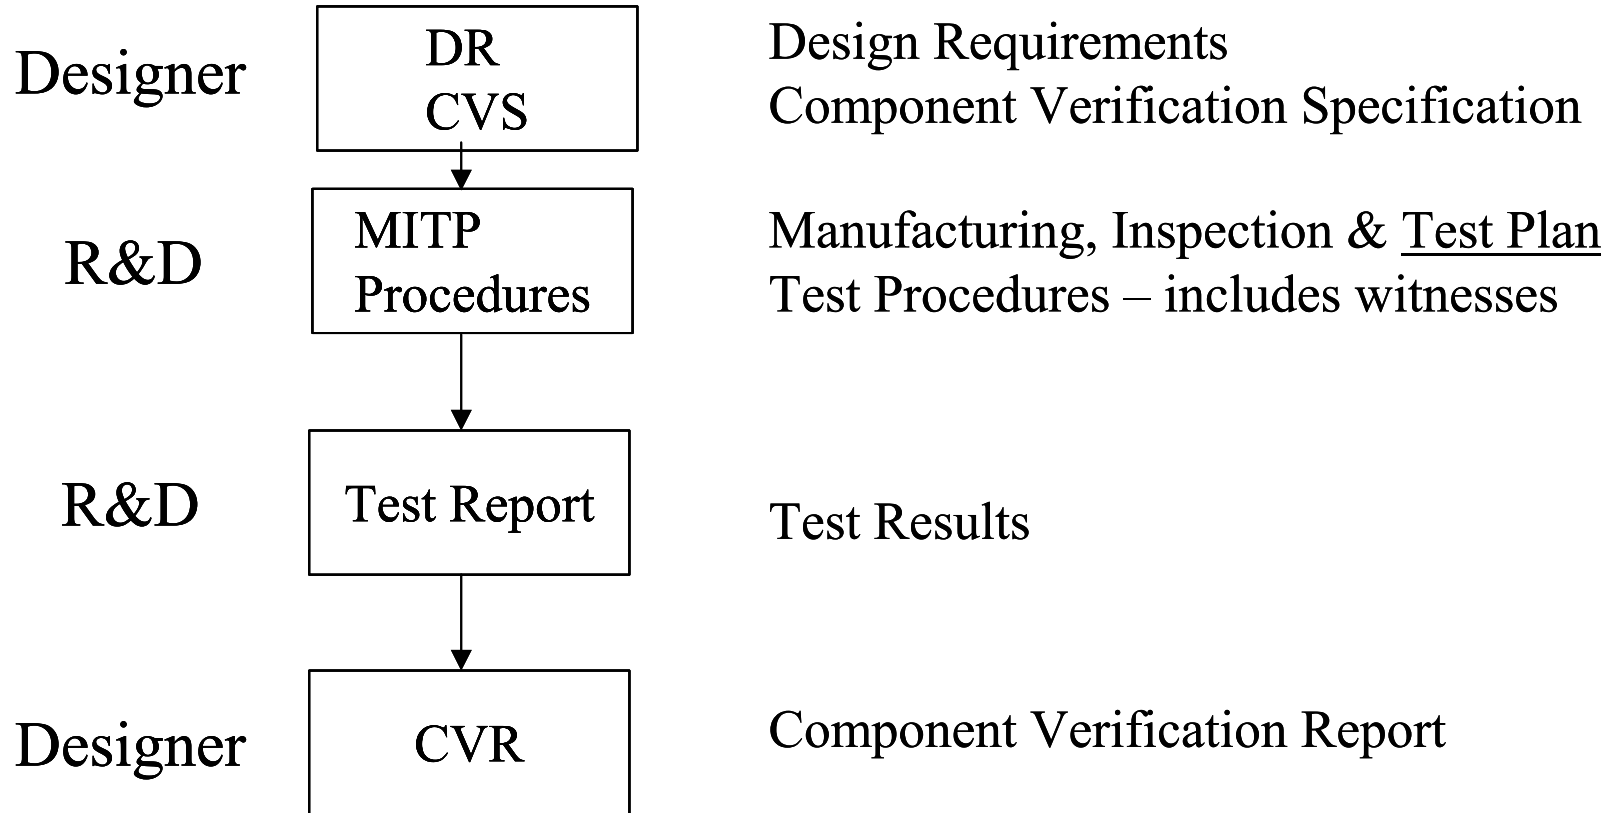 Designer
DR
CVS
Design Requirements
Component Verification Specification
R&D
MITP
Procedures
Manufacturing, Inspection & Test Plan
Test Procedures – includes witnesses
R&D
Test Report
Test Results
Designer
CVR
Component Verification Report